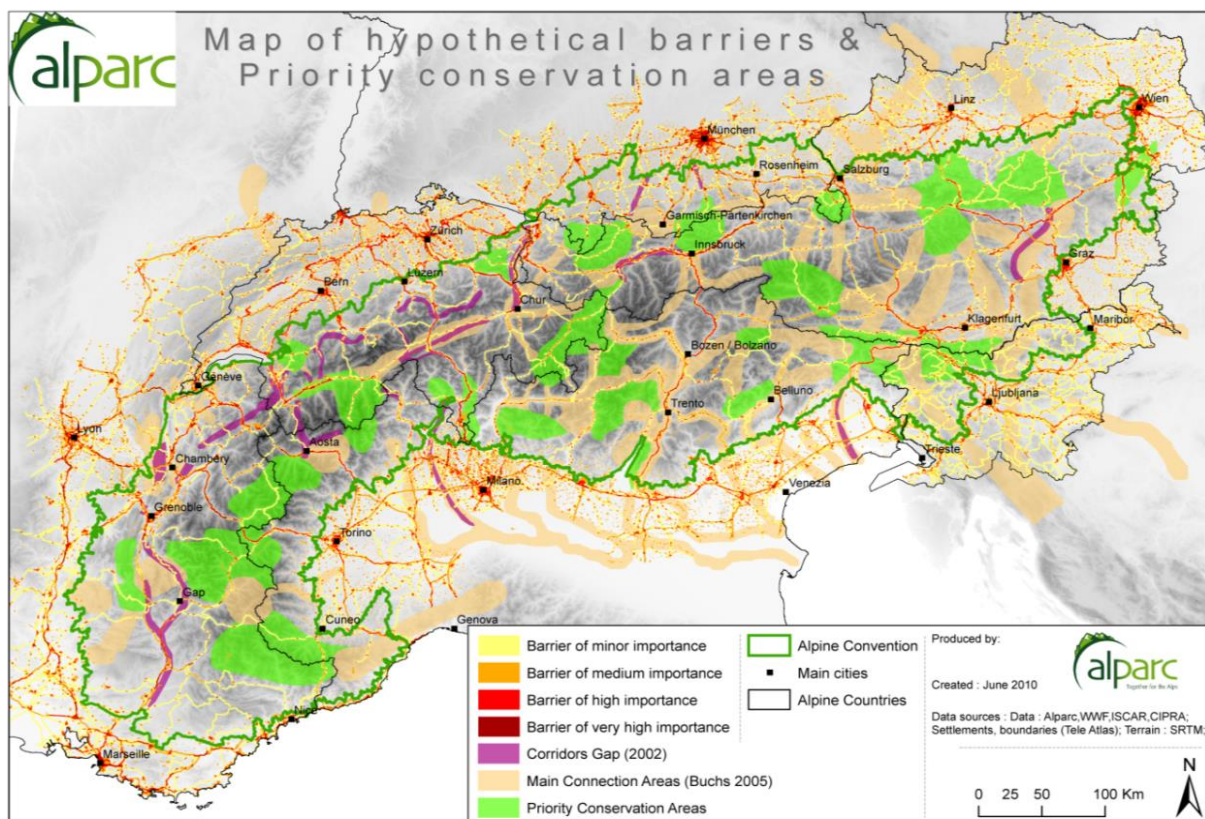 alparc
Map of hypothetical barriers &
Priority conservation areas
Linz
Wien
München
Rosenheim
Salzburg
Garmisch-Partenkirchen
Zürich
Innsbruck
Graz
Luzern
Bern
Chur
Klagenfurt
Maribor
Bozen / Bolzano
Genève
Belluno
Ljubljana
Trento
Lyon
Aosta
Trieste
Chambéry
Milano
Venezia
Grenoble
Torino
Gap
Cuneo
Genova
Nice
Marseille
Barrier of minor importance
Barrier of medium importance
Barrier of high importance
Barrier of very high importance
Corridors Gap (2002)
Main Connection Areas (Buchs 2005)
Priority Conservation Areas
Alpine Convention
Main cities
Alpine Countries
Produced by:
alparc
Together for the Alps
Created : June 2010
Data sources : Data : Alparc,WWF,ISCAR,CIPRA;
Settlements, boundaries (Tele Atlas); Terrain : SRTM;
N
0 50 100 Km